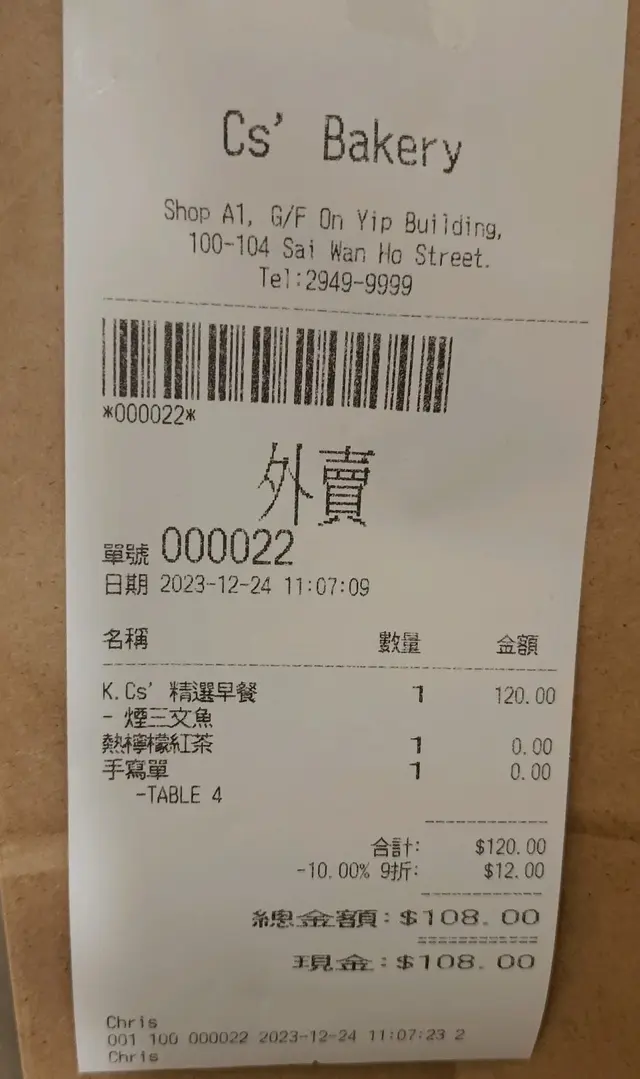 Cs' Bakery
Shop A1, G/F On Yip Building,
100-104 Sai Wan Ho Street.
Tel:2949-9999
*000022*
外賣
單號 000022
日期 2023-12-24 11:07:09
名稱 數量 金額
K.Cs' 精選早餐 1 120.00
- 煙三文魚
熱檸檬紅茶 1 0.00
手寫單 1 0.00
-TABLE 4
合計: $120.00
-10.00% 9折: $12.00
總金額:$108.00
現金:$108.00
Chris
001 100 000022 2023-12-24 11:07:23 2
Chris